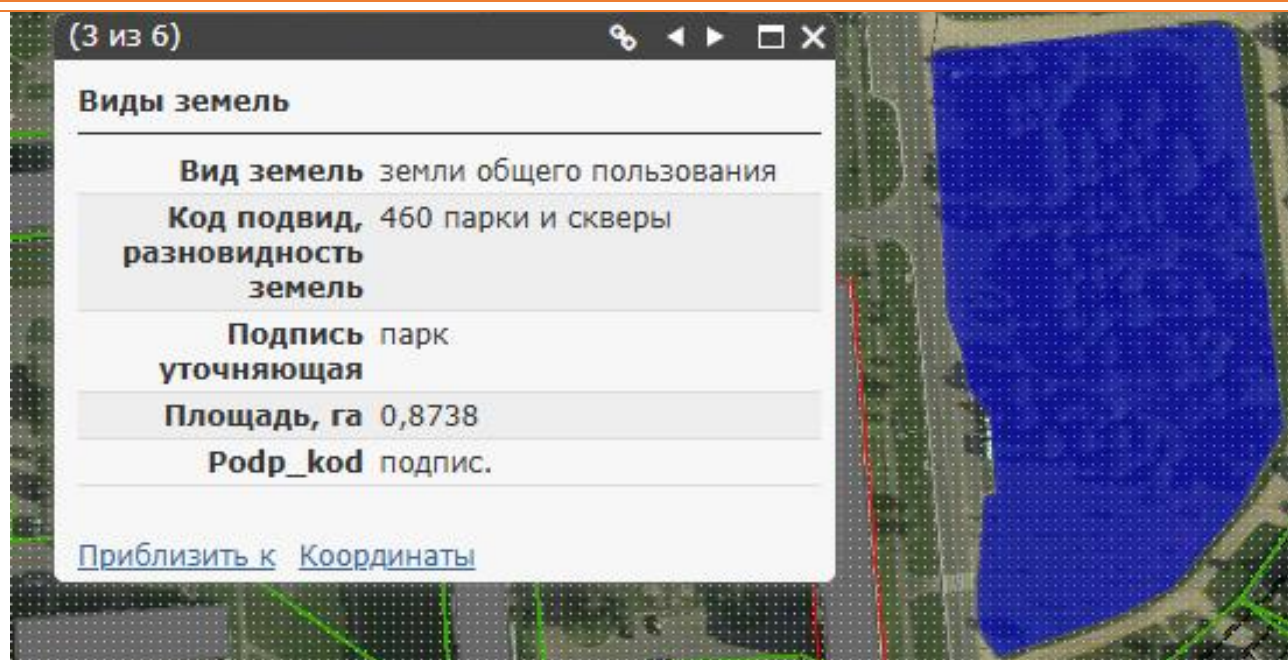 (3 из 6)
Виды земель
Вид земель земли общего пользования
Код подвид, 460 парки и скверы
разновидность
земель
Подпись парк
уточняющая
Площадь, га 0,8738
Podp_kod подпис.
Приблизить к Координаты